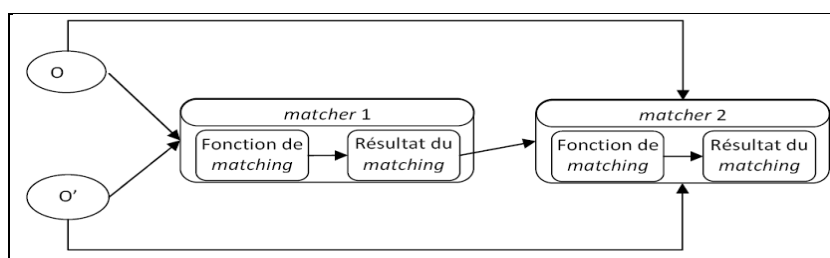 O
matcher 1
Fonction de
matching
Résultat du
matching
matcher 2
Fonction de
matching
Résultat du
matching
O’